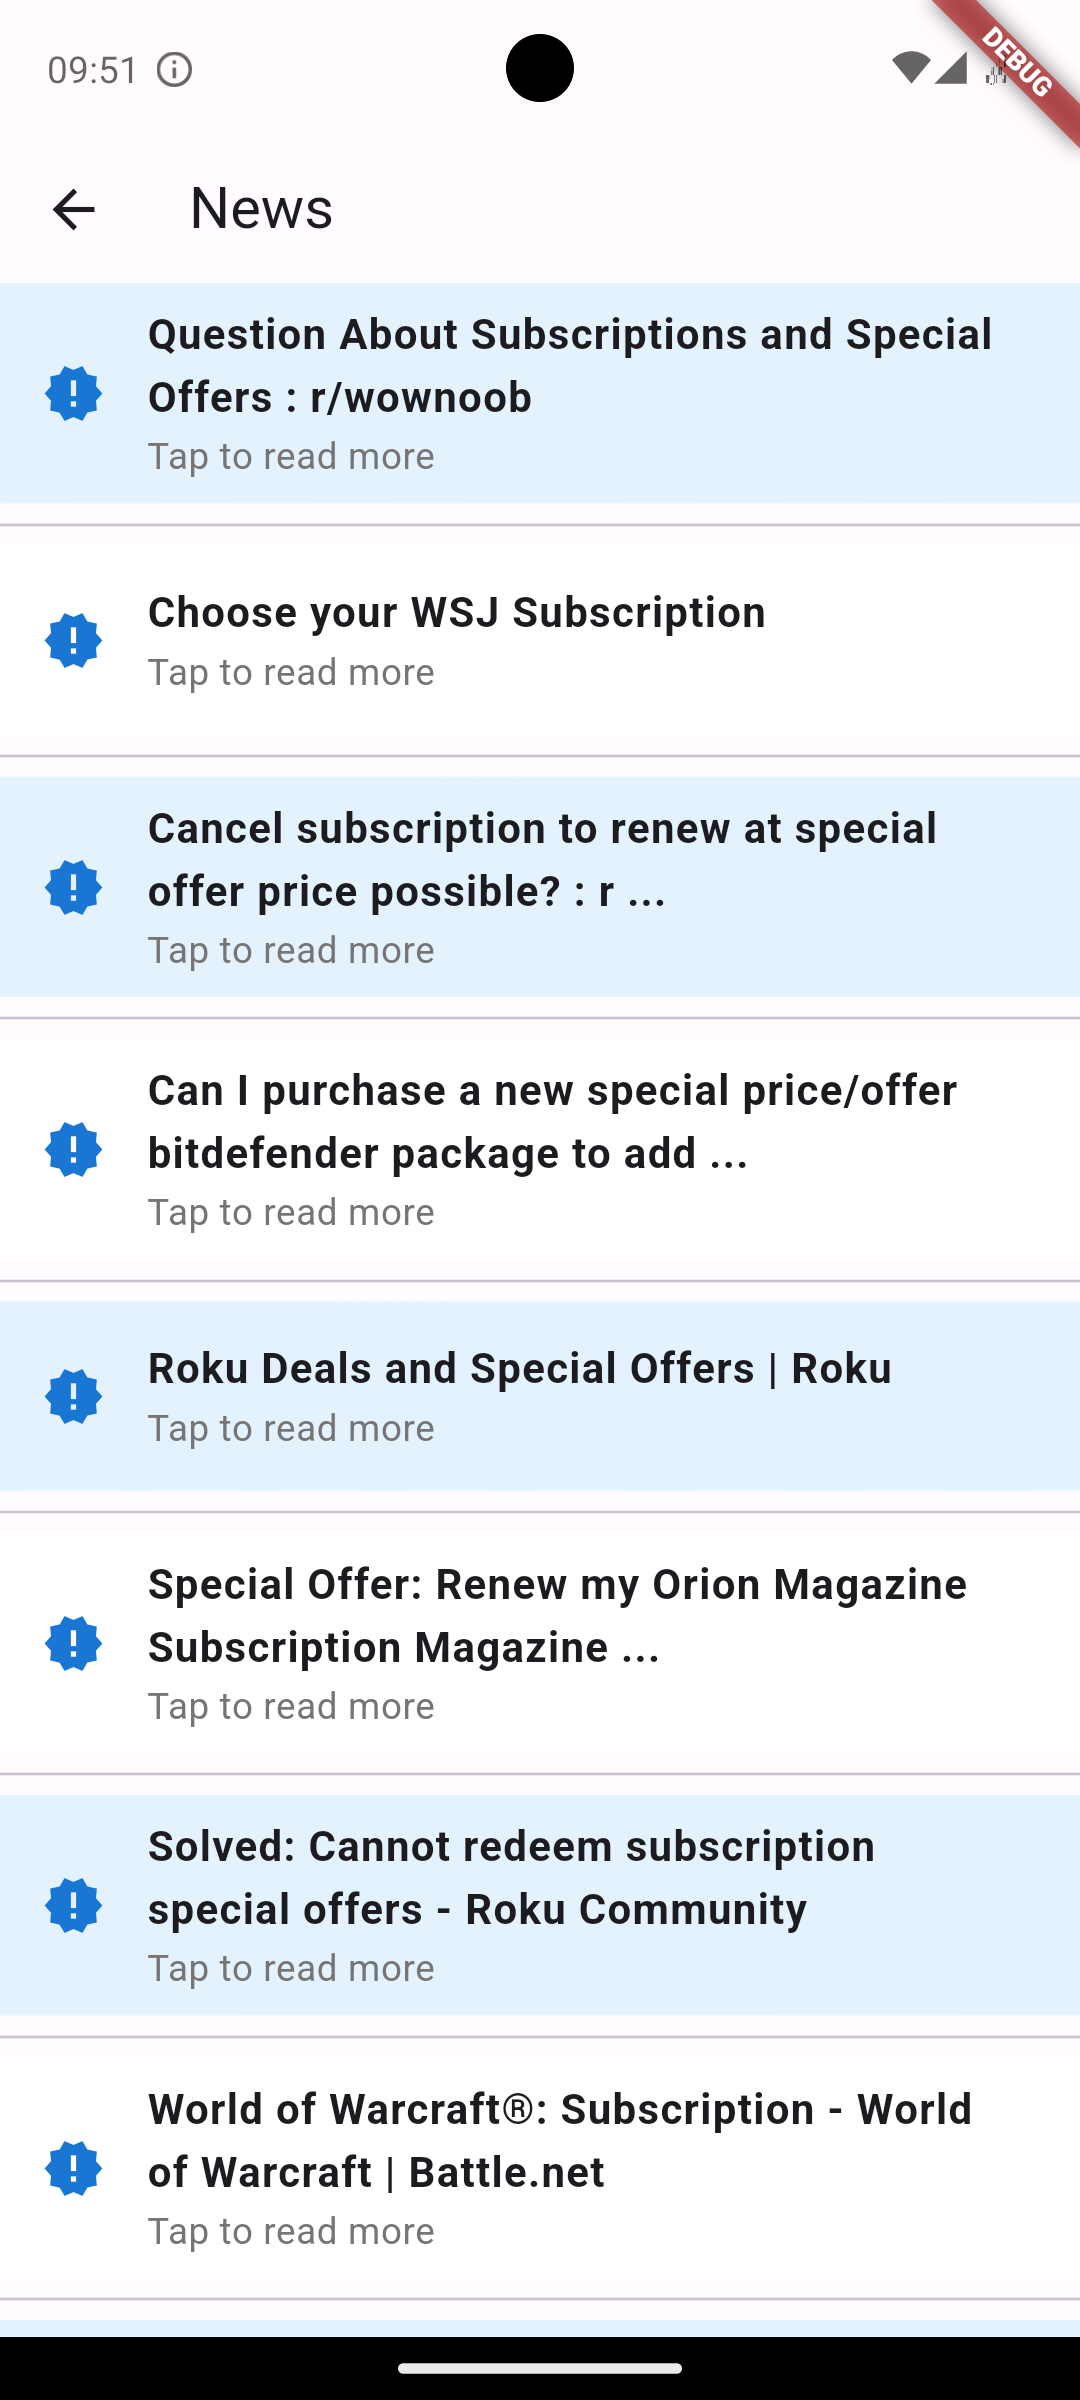 09:51
DEBUG
News
Question About Subscriptions and Special
Offers : r/wownoob
Tap to read more
Choose your WSJ Subscription
Tap to read more
Cancel subscription to renew at special
offer price possible? : r ...
Tap to read more
Can I purchase a new special price/offer
bitdefender package to add ...
Tap to read more
Roku Deals and Special Offers | Roku
Tap to read more
Special Offer: Renew my Orion Magazine
Subscription Magazine ...
Tap to read more
Solved: Cannot redeem subscription
special offers - Roku Community
Tap to read more
World of Warcraft®: Subscription - World
of Warcraft | Battle.net
Tap to read more